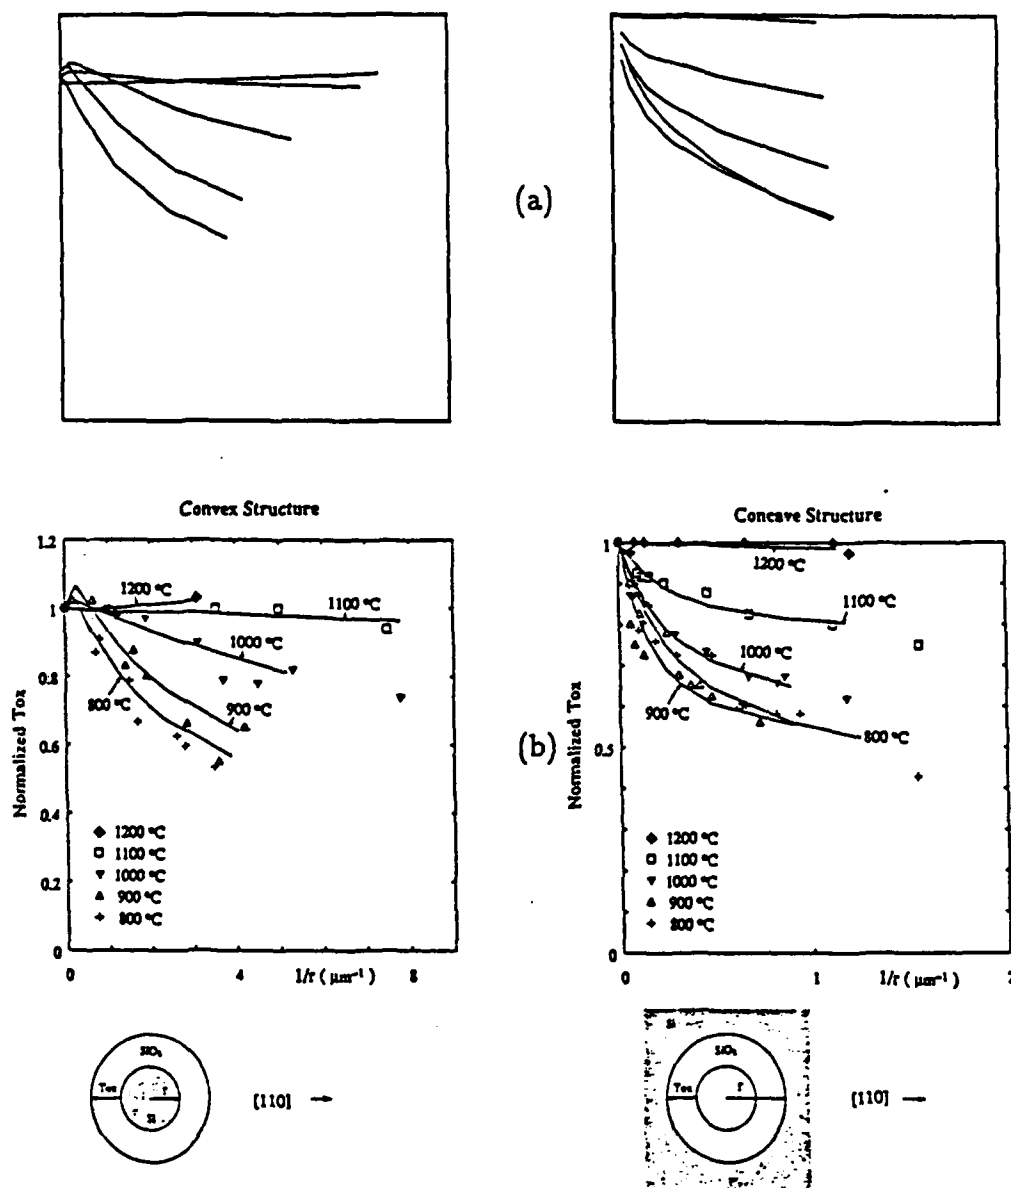 (a)
Convex Structure
Normalized Tox
1.2
1
0.8
0.6
0.4
0.2
0
1200 °C
1100 °C
1000 °C
900 °C
800 °C
1200 °C
1100 °C
1000 °C
900 °C
800 °C
0
4
8
1/r ( μm⁻¹ )
(b)
Concave Structure
Normalized Tox
1
0.5
0
1200 °C
1100 °C
1000 °C
900 °C
800 °C
1200 °C
1100 °C
1000 °C
900 °C
800 °C
0
1
2
1/r ( μm⁻¹ )
SiO₂
Tox
r
Si
[110]
Si
SiO₂
Tox
r
[110]